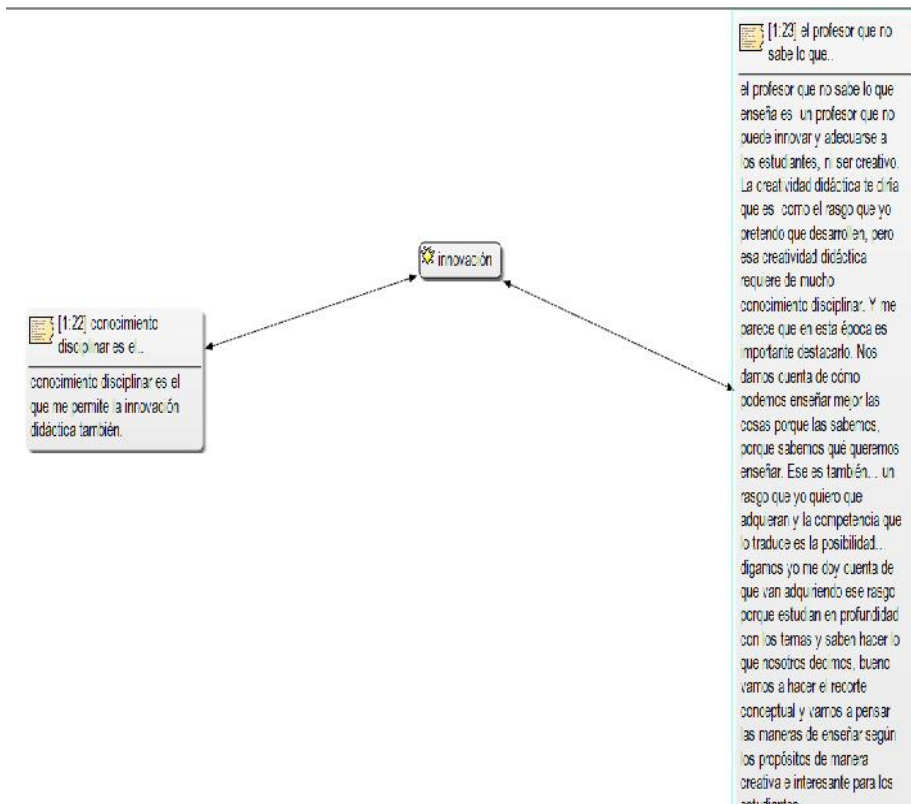 [1:22] conocimiento
disciplinar es el..
conocimiento disciplinar es el
que me permite la innovación
didáctica también.
innovación
[1:23] el profesor que no
sabe lo que..
el profesor que no sabe lo que
enseña es un profesor que no
puede innovar y adecuarse a
los estudiantes, ni ser creativo.
La creatividad didáctica te diría
que es como el rasgo que yo
pretendo que desarrollen, pero
esa creatividad didáctica
requiere de mucho
conocimiento disciplinar. Y me
parece que en esta época es
importante destacarlo. Nos
damos cuenta de cómo
podemos enseñar mejor las
cosas porque las sabemos,
porque sabemos qué queremos
enseñar. Ese es también... un
rasgo que yo quiero que
adquieran y la competencia que
lo traduce es la posibilidad...
digamos yo me doy cuenta de
que van adquiriendo ese rasgo
porque estudian en profundidad
con los temas y saben hacer lo
que nosotros decimos, bueno
vamos a hacer el recorte
conceptual y vamos a pensar
las maneras de enseñar según
los propósitos de manera
creativa e interesante para los
estudiantes